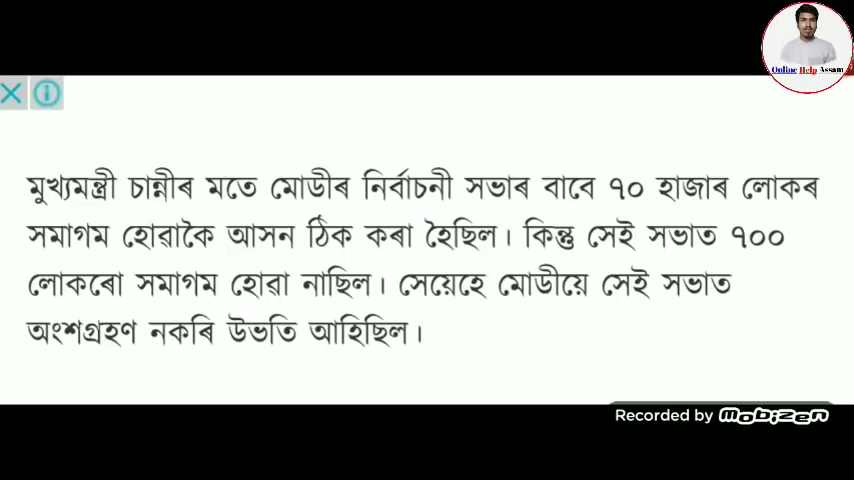 Online Help Assam
মুখ্যমন্ত্ৰী চান্নীৰ মতে মোডীৰ নিৰ্বাচনী সভাৰ বাবে ৭০ হাজাৰ লোকৰ
সমাগম হোৱাকৈ আসন ঠিক কৰা হৈছিল। কিন্তু সেই সভাত ৭০০
লোকৰো সমাগম হোৱা নাছিল। সেয়েহে মোডীয়ে সেই সভাত
অংশগ্ৰহণ নকৰি উভতি আহিছিল।
Recorded by mobizen